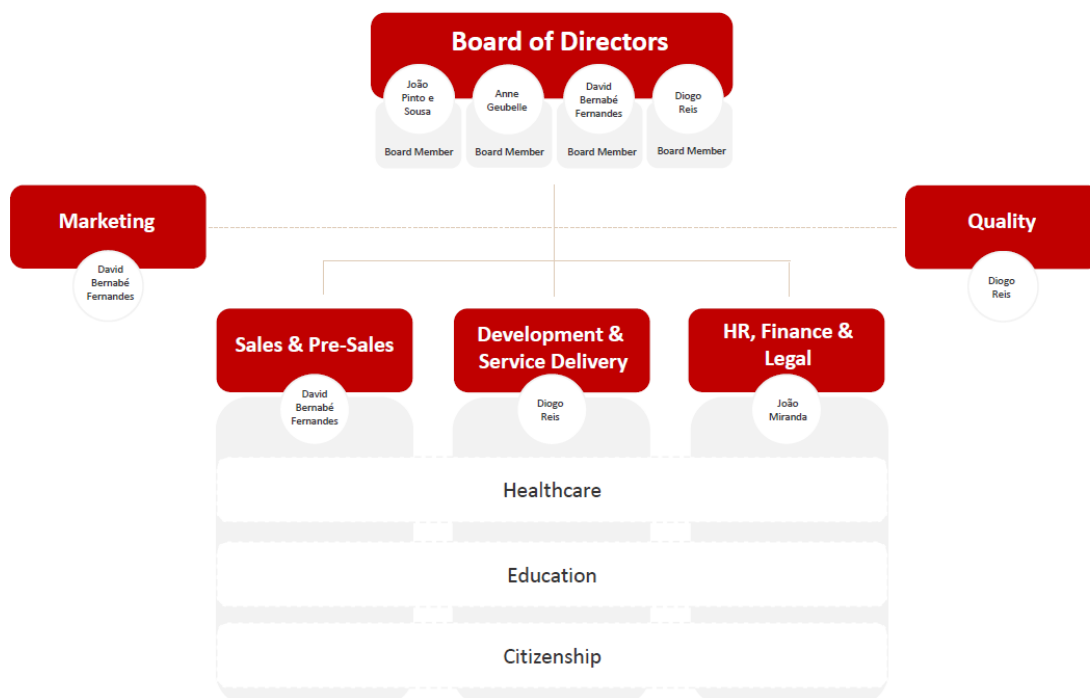 Board of Directors
João
Pinto e
Sousa
Anne
Geubelle
David
Bernabé
Fernandes
Diogo
Reis
Board Member
Board Member
Board Member
Board Member
Marketing
David
Bernabé
Fernandes
Quality
Diogo
Reis
Sales & Pre-Sales
David
Bernabé
Fernandes
Development &
Service Delivery
Diogo
Reis
HR, Finance &
Legal
João
Miranda
Healthcare
Education
Citizenship